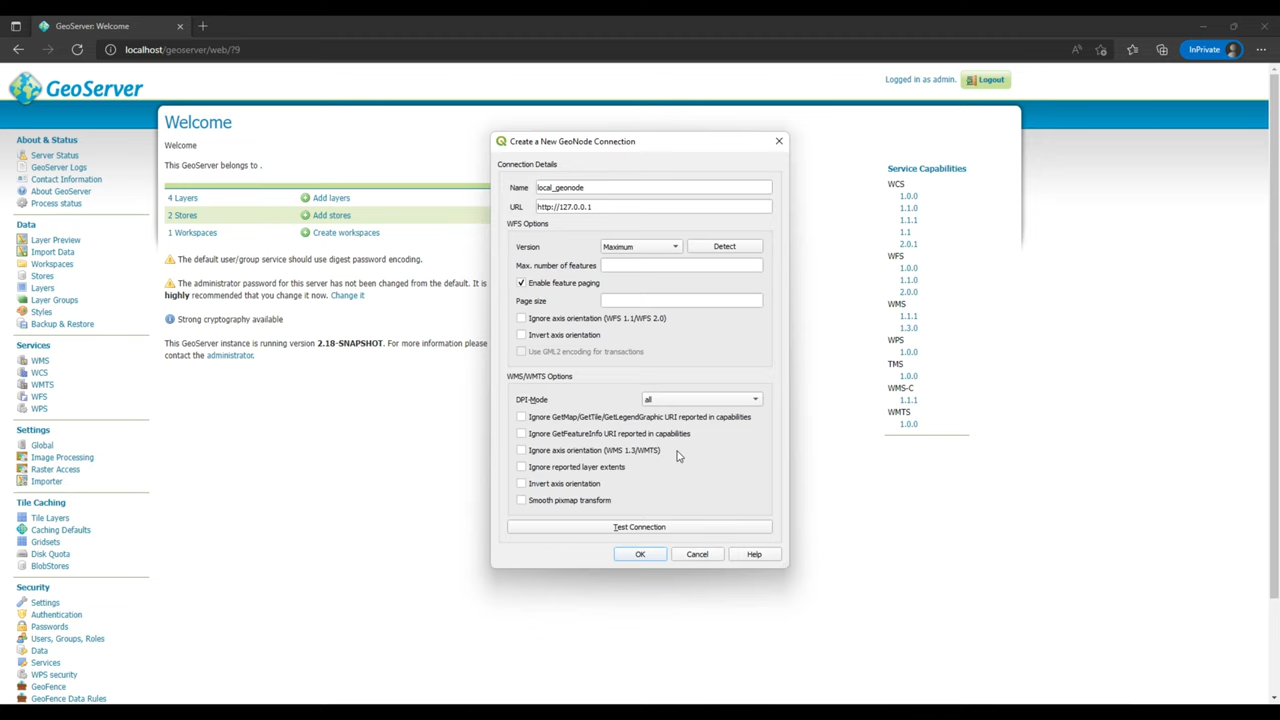 GeoServer: Welcome
localhost/geoserver/web/?9
InPrivate
GeoServer
Logged in as admin.
Logout
About & Status
Server Status
GeoServer Logs
Contact Information
About GeoServer
Process status
Data
Layer Preview
Import Data
Workspaces
Stores
Layers
Layer Groups
Styles
Backup & Restore
Services
WMS
WCS
WMTS
WFS
WPS
Settings
Global
Image Processing
Raster Access
Importer
Tile Caching
Tile Layers
Caching Defaults
Gridsets
Disk Quota
BlobStores
Security
Settings
Authentication
Passwords
Users, Groups, Roles
Data
Services
WPS security
GeoFence
GeoFence Data Rules
Welcome
Welcome
This GeoServer belongs to .
4 Layers Add layers
2 Stores Add stores
1 Workspaces Create workspaces
The default user/group service should use digest password encoding.
The administrator password for this server has not been changed from the default. It is
highly recommended that you change it now. Change it
Strong cryptography available
This GeoServer instance is running version 2.18-SNAPSHOT. For more information please
contact the administrator.
Create a New GeoNode Connection
Connection Details
Name local_geonode
URL http://127.0.0.1
WFS Options
Version Maximum Detect
Max. number of features
Enable feature paging
Page size
Ignore axis orientation (WFS 1.1/WFS 2.0)
Invert axis orientation
Use GML2 encoding for transactions
WMS/WMTS Options
DPI-Mode all
Ignore GetMap/GetTile/GetLegendGraphic URI reported in capabilities
Ignore GetFeatureInfo URI reported in capabilities
Ignore axis orientation (WMS 1.3/WMTS)
Ignore reported layer extents
Invert axis orientation
Smooth pixmap transform
Test Connection
OK Cancel Help
Service Capabilities
WCS
1.0.0
1.1.0
1.1.1
1.1
2.0.1
WFS
1.0.0
1.1.0
2.0.0
WMS
1.1.1
1.3.0
WPS
1.0.0
TMS
1.0.0
WMS-C
1.1.1
WMTS
1.0.0